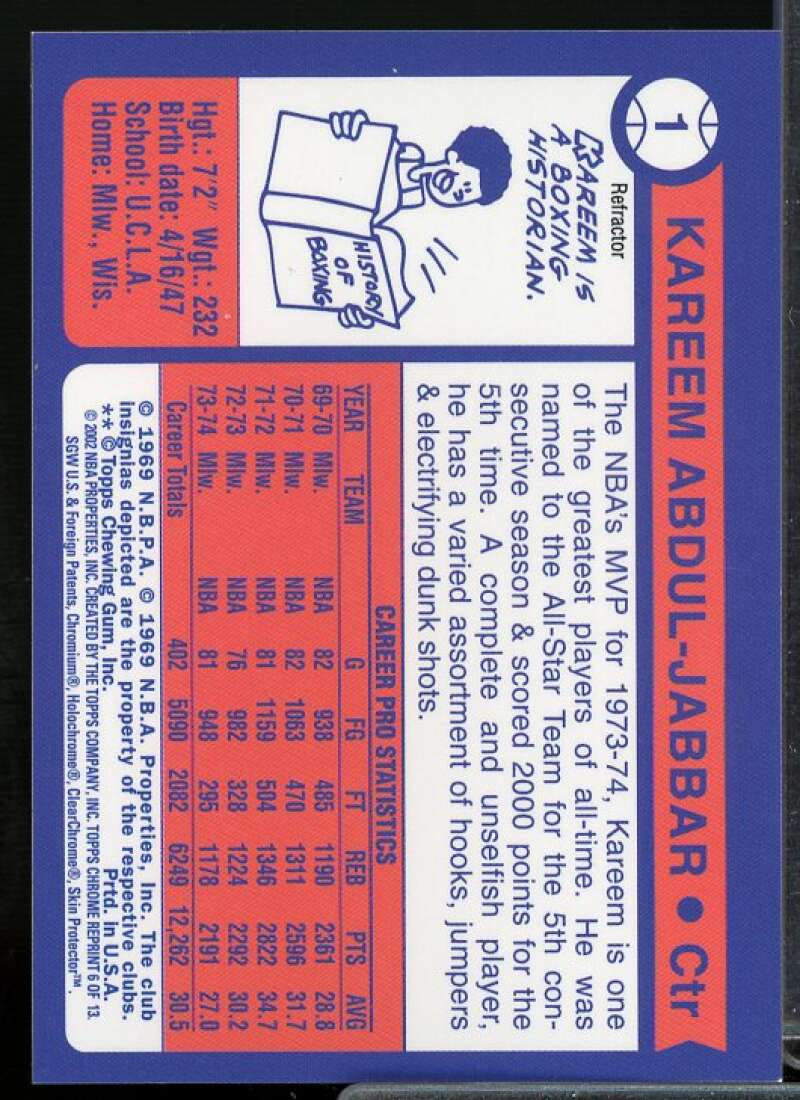 1
KAREEM ABDUL-JABBAR • Ctr
Refractor
KAREEM IS
A BOXING
HISTORIAN.
HISTORY
OF
BOXING
Hgt.: 7'2" Wgt.: 232
Birth date: 4/16/47
School: U.C.L.A.
Home: Mlw., Wis.
The NBA's MVP for 1973-74, Kareem is one
of the greatest players of all-time. He was
named to the All-Star Team for the 5th con-
secutive season & scored 2000 points for the
5th time. A complete and unselfish player,
he has a varied assortment of hooks, jumpers
& electrifying dunk shots.
CAREER PRO STATISTICS
YEAR TEAM G FG FT REB PTS AVG
69-70 Milw. NBA 82 938 485 1190 2361 28.8
70-71 Milw. NBA 82 1063 470 1311 2596 31.7
71-72 Milw. NBA 81 1159 504 1346 2822 34.7
72-73 Milw. NBA 76 982 328 1224 2292 30.2
73-74 Milw. NBA 81 948 295 1178 2191 27.0
Career Totals 402 5090 2082 6249 12,262 30.5
© 1969 N.B.P.A. © 1969 N.B.A. Properties, Inc. The club
insignias depicted are the property of the respective clubs.
** © Topps Chewing Gum, Inc. Prtd. in U.S.A.
© 2002 NBA PROPERTIES, INC. CREATED BY THE TOPPS COMPANY, INC. TOPPS CHROME REPRINT 6 OF 13.
SGW U.S. & Foreign Patents, Chromium®, Holochrome®, ClearChrome®, Skin Protector™.